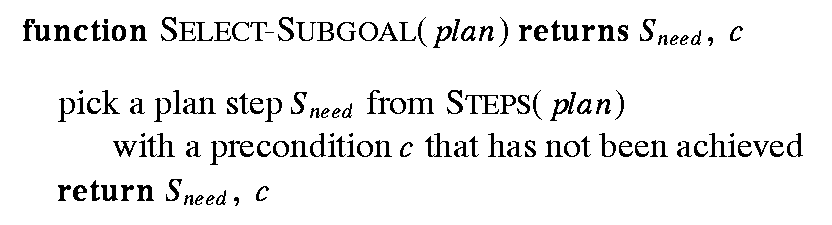 function SELECT-SUBGOAL(plan) returns S_need, c
pick a plan step S_need from STEPS(plan)
with a precondition c that has not been achieved
return S_need, c